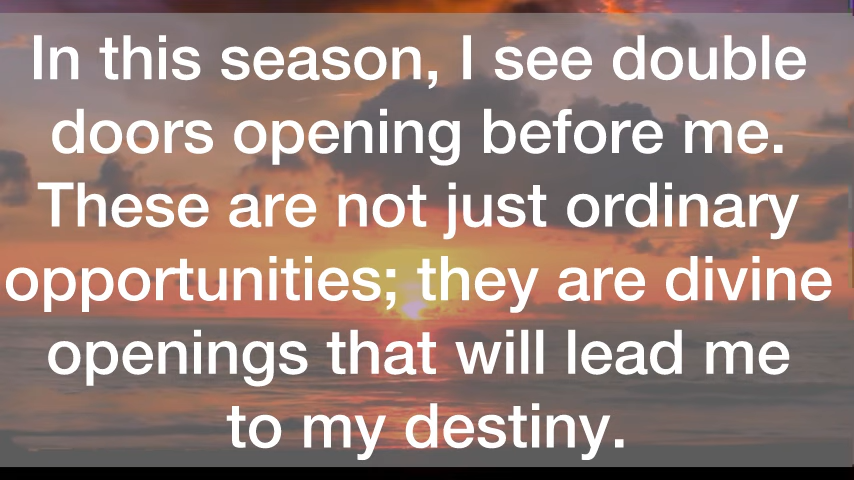 In this season, I see double
doors opening before me.
These are not just ordinary
opportunities; they are divine
openings that will lead me
to my destiny.